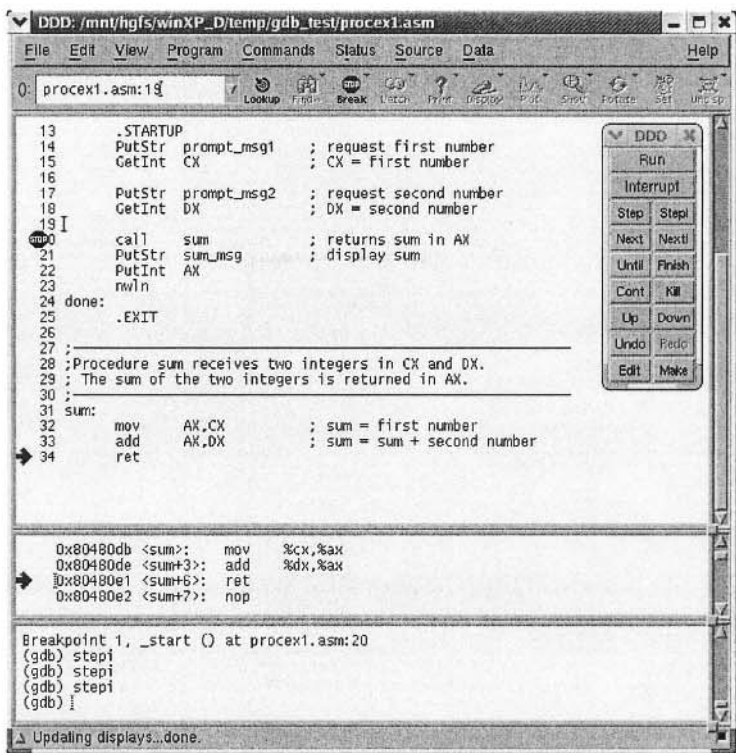 DDD: /mnt/hgfs/winXP_D/temp/gdb_test/procex1.asm
File Edit View Program Commands Status Source Data Help
0: procex1.asm:19
Lookup Find» Break Watch Print Display Plot Rotate Set
13 .STARTUP
14 PutStr prompt_msg1 ; request first number
15 GetInt CX ; CX = first number
16
17 PutStr prompt_msg2 ; request second number
18 GetInt DX ; DX = second number
19
STOP 0 call sum ; returns sum in AX
21 PutStr sum_msg ; display sum
22 PutInt AX
23 nwln
24 done:
25 .EXIT
26
27 ;
28 ;Procedure sum receives two integers in CX and DX.
29 ; The sum of the two integers is returned in AX.
30 ;
31 sum:
32 mov AX,CX ; sum = first number
33 add AX,DX ; sum = sum + second number
34 ret
DDD
Run
Interrupt
Step Stepi
Next Nexti
Until Finish
Cont Kill
Up Down
Undo Redo
Edit Make
0x80480db <sum>: mov %cx,%ax
0x80480de <sum+3>: add %dx,%ax
0x80480e1 <sum+6>: ret
0x80480e2 <sum+7>: nop
Breakpoint 1, _start () at procex1.asm:20
(gdb) stepi
(gdb) stepi
(gdb) stepi
(gdb)
Updating displays...done.